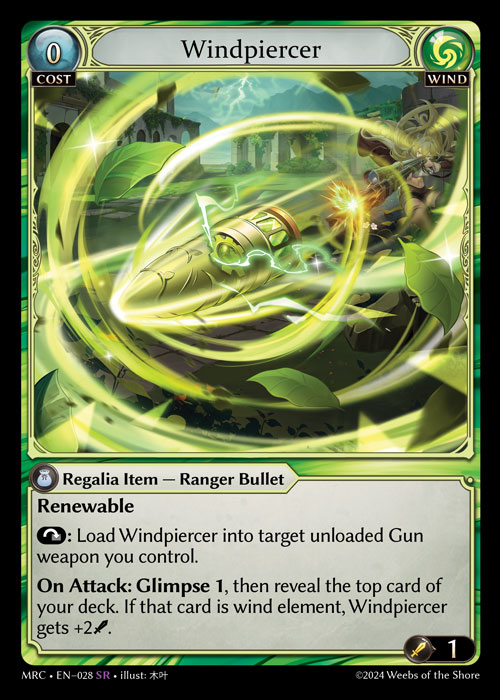 0
COST
Windpiercer
WIND
Regalia Item — Ranger Bullet
Renewable
: Load Windpiercer into target unloaded Gun
weapon you control.
On Attack: Glimpse 1, then reveal the top card of
your deck. If that card is wind element, Windpiercer
gets +2.
1
MRC • EN–028 SR • illust: 木叶
©2024 Weebs of the Shore